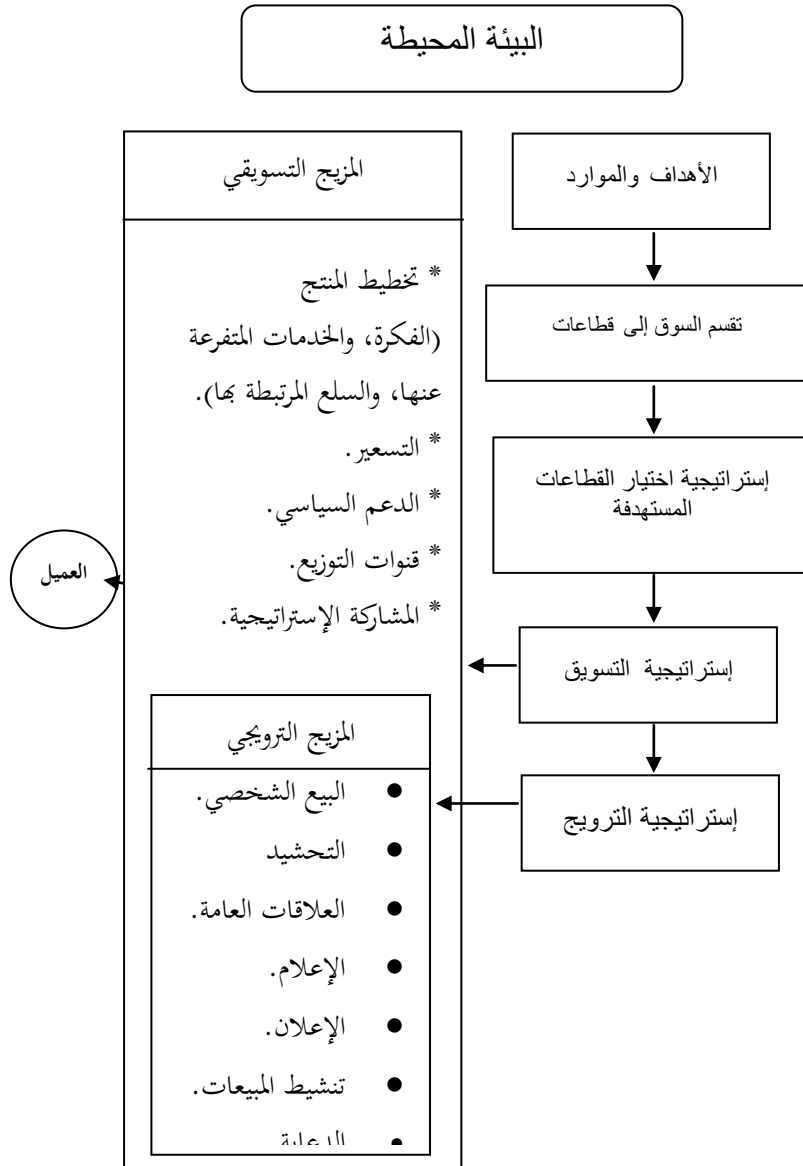 البيئة المحيطة
الأهداف والموارد
تقسم السوق إلى قطاعات
إستراتيجية اختيار القطاعات
المستهدفة
إستراتيجية التسويق
إستراتيجية الترويج
المزيج التسويقي
* تخطيط المنتج
(الفكرة، والخدمات المتفرعة
عنها، والسلع المرتبطة بها).
* التسعير.
* الدعم السياسي.
* قنوات التوزيع.
* المشاركة الإستراتيجية.
المزيج الترويجي
● البيع الشخصي.
● التحشيد
● العلاقات العامة.
● الإعلام.
● الإعلان.
● تنشيط المبيعات.
● الدعاية
العميل